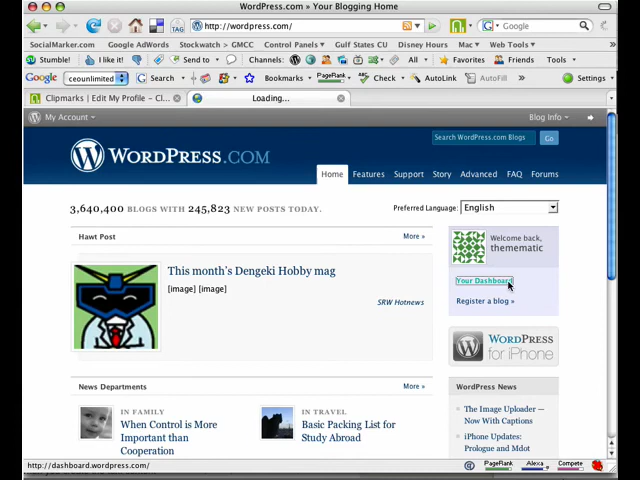 WordPress.com » Your Blogging Home
http://wordpress.com/
Google
SocialMarker.com Google AdWords Stockwatch > GMCC Control Panels Gulf States CU Disney Hours Mac Web Tools
Stumble! I like it! Send to Channels: Favorites Friends Tools
Google ceounlimited Search Bookmarks PageRank Check AutoLink AutoFill Settings
Clipmarks | Edit My Profile – Cl... Loading...
My Account Blog Info
WORDPRESS.COM
Search WordPress.com Blogs Go
Home Features Support Story Advanced FAQ Forums
3,640,400 BLOGS WITH 245,823 NEW POSTS TODAY.
Preferred Language: English
Hawt Post More »
This month's Dengeki Hobby mag
[image] [image]
SRW Hotnews
Welcome back,
thememetic
Your Dashboard
Register a blog »
WORDPRESS
for iPhone
News Departments More »
IN FAMILY
When Control is More
Important than
Cooperation
IN TRAVEL
Basic Packing List for
Study Abroad
WordPress News
The Image Uploader —
Now With Captions
iPhone Updates:
Prologue and Mdot
http://dashboard.wordpress.com/
PageRank Alexa Compete